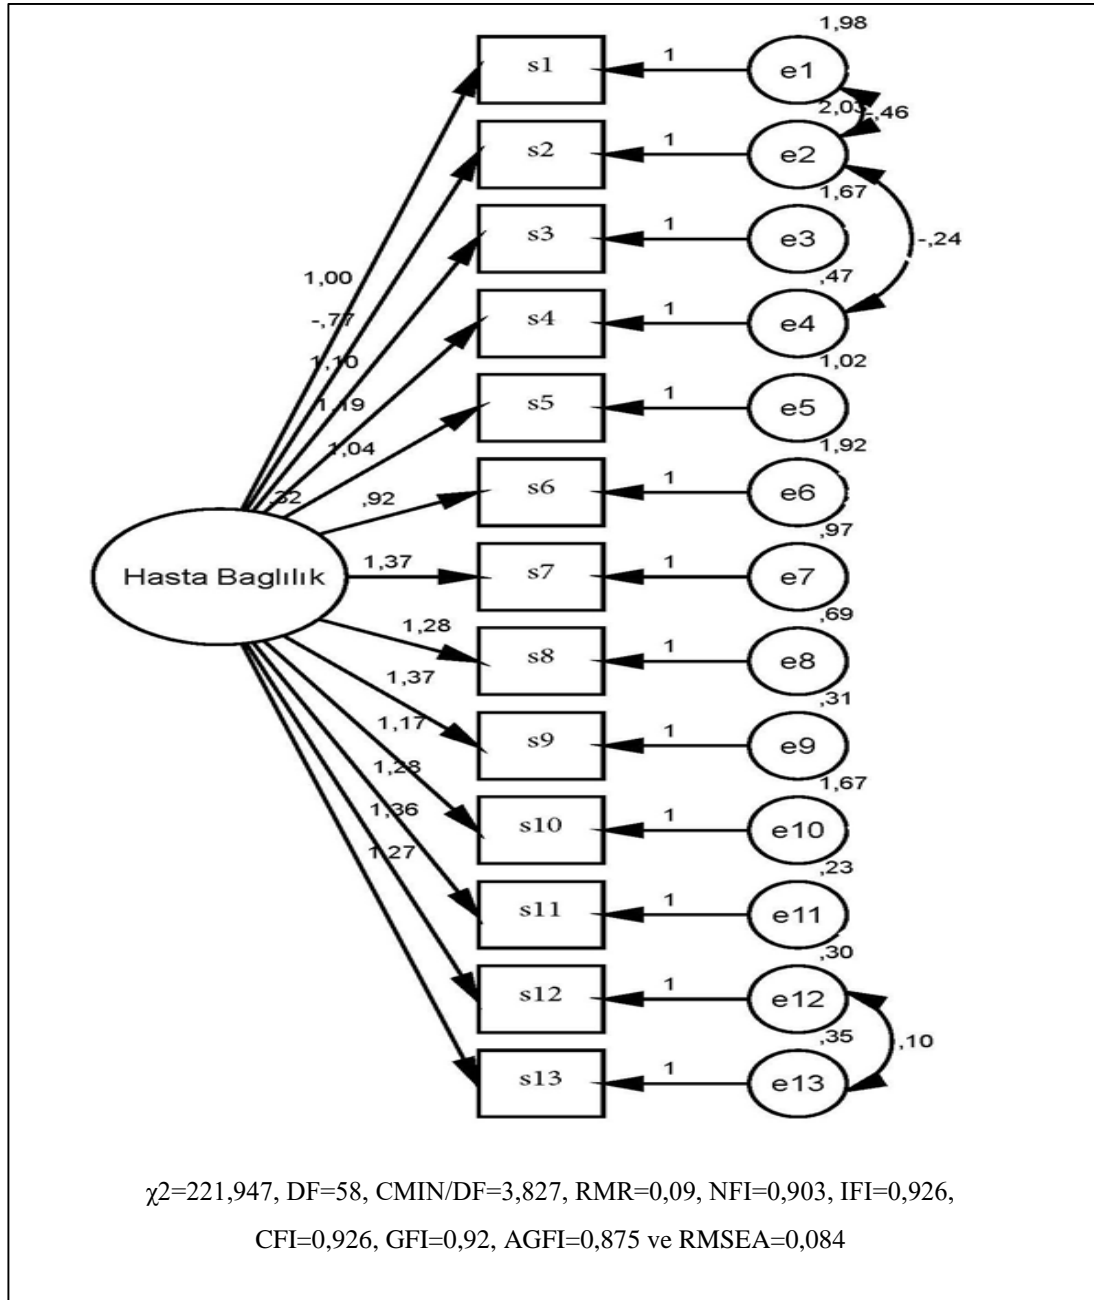 1,98
s1
1
e1
2,03
-,46
s2
1
e2
1,67
s3
1
e3
-,24
,47
1,00
s4
1
e4
-,77
1,10
1,02
s5
1
e5
1,19
1,04
1,92
,32
,92
s6
1
e6
,97
Hasta Baglılık
1,37
s7
1
e7
,69
1,28
s8
1
e8
1,37
,31
1,17
s9
1
e9
1,28
1,67
1,36
s10
1
e10
1,27
,23
s11
1
e11
,30
s12
1
e12
,35
,10
s13
1
e13
χ2=221,947, DF=58, CMIN/DF=3,827, RMR=0,09, NFI=0,903, IFI=0,926,
CFI=0,926, GFI=0,92, AGFI=0,875 ve RMSEA=0,084